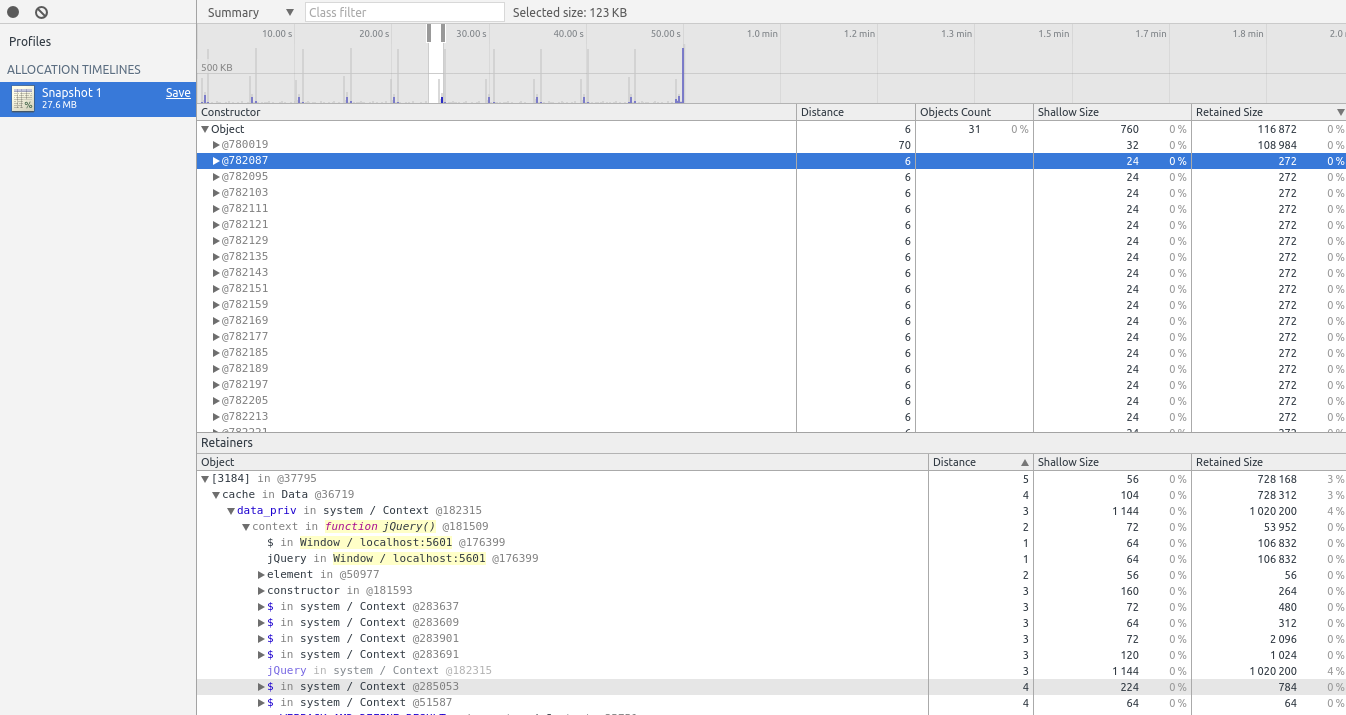 Summary ▼ Class filter Selected size: 123 KB
Profiles
ALLOCATION TIMELINES
Snapshot 1 Save
27.6 MB
10.00 s 20.00 s 30.00 s 40.00 s 50.00 s 1.0 min 1.2 min 1.3 min 1.5 min 1.7 min 1.8 min 2.0
500 KB
Constructor Distance Objects Count Shallow Size Retained Size ▼
▼Object 6 31 0 % 760 0 % 116 872 0 %
▶@780019 70 32 0 % 108 984 0 %
▶@782087 6 24 0 % 272 0 %
▶@782095 6 24 0 % 272 0 %
▶@782103 6 24 0 % 272 0 %
▶@782111 6 24 0 % 272 0 %
▶@782121 6 24 0 % 272 0 %
▶@782129 6 24 0 % 272 0 %
▶@782135 6 24 0 % 272 0 %
▶@782143 6 24 0 % 272 0 %
▶@782151 6 24 0 % 272 0 %
▶@782159 6 24 0 % 272 0 %
▶@782169 6 24 0 % 272 0 %
▶@782177 6 24 0 % 272 0 %
▶@782185 6 24 0 % 272 0 %
▶@782189 6 24 0 % 272 0 %
▶@782197 6 24 0 % 272 0 %
▶@782205 6 24 0 % 272 0 %
▶@782213 6 24 0 % 272 0 %
▶@782221 6 24 0 % 272 0 %
Retainers
Object Distance ▲ Shallow Size Retained Size
▼[3184] in @37795 5 56 0 % 728 168 3 %
▼cache in Data @36719 4 104 0 % 728 312 3 %
▼data_priv in system / Context @182315 3 1 144 0 % 1 020 200 4 %
▼context in function jQuery() @181509 2 72 0 % 53 952 0 %
$ in Window / localhost:5601 @176399 1 64 0 % 106 832 0 %
jQuery in Window / localhost:5601 @176399 1 64 0 % 106 832 0 %
▶element in @50977 2 56 0 % 56 0 %
▶constructor in @181593 3 160 0 % 264 0 %
▶$ in system / Context @283637 3 72 0 % 480 0 %
▶$ in system / Context @283609 3 64 0 % 312 0 %
▶$ in system / Context @283901 3 72 0 % 2 096 0 %
▶$ in system / Context @283691 3 120 0 % 1 024 0 %
jQuery in system / Context @182315 3 1 144 0 % 1 020 200 4 %
▶$ in system / Context @285053 4 224 0 % 784 0 %
▶$ in system / Context @51587 4 64 0 % 64 0 %